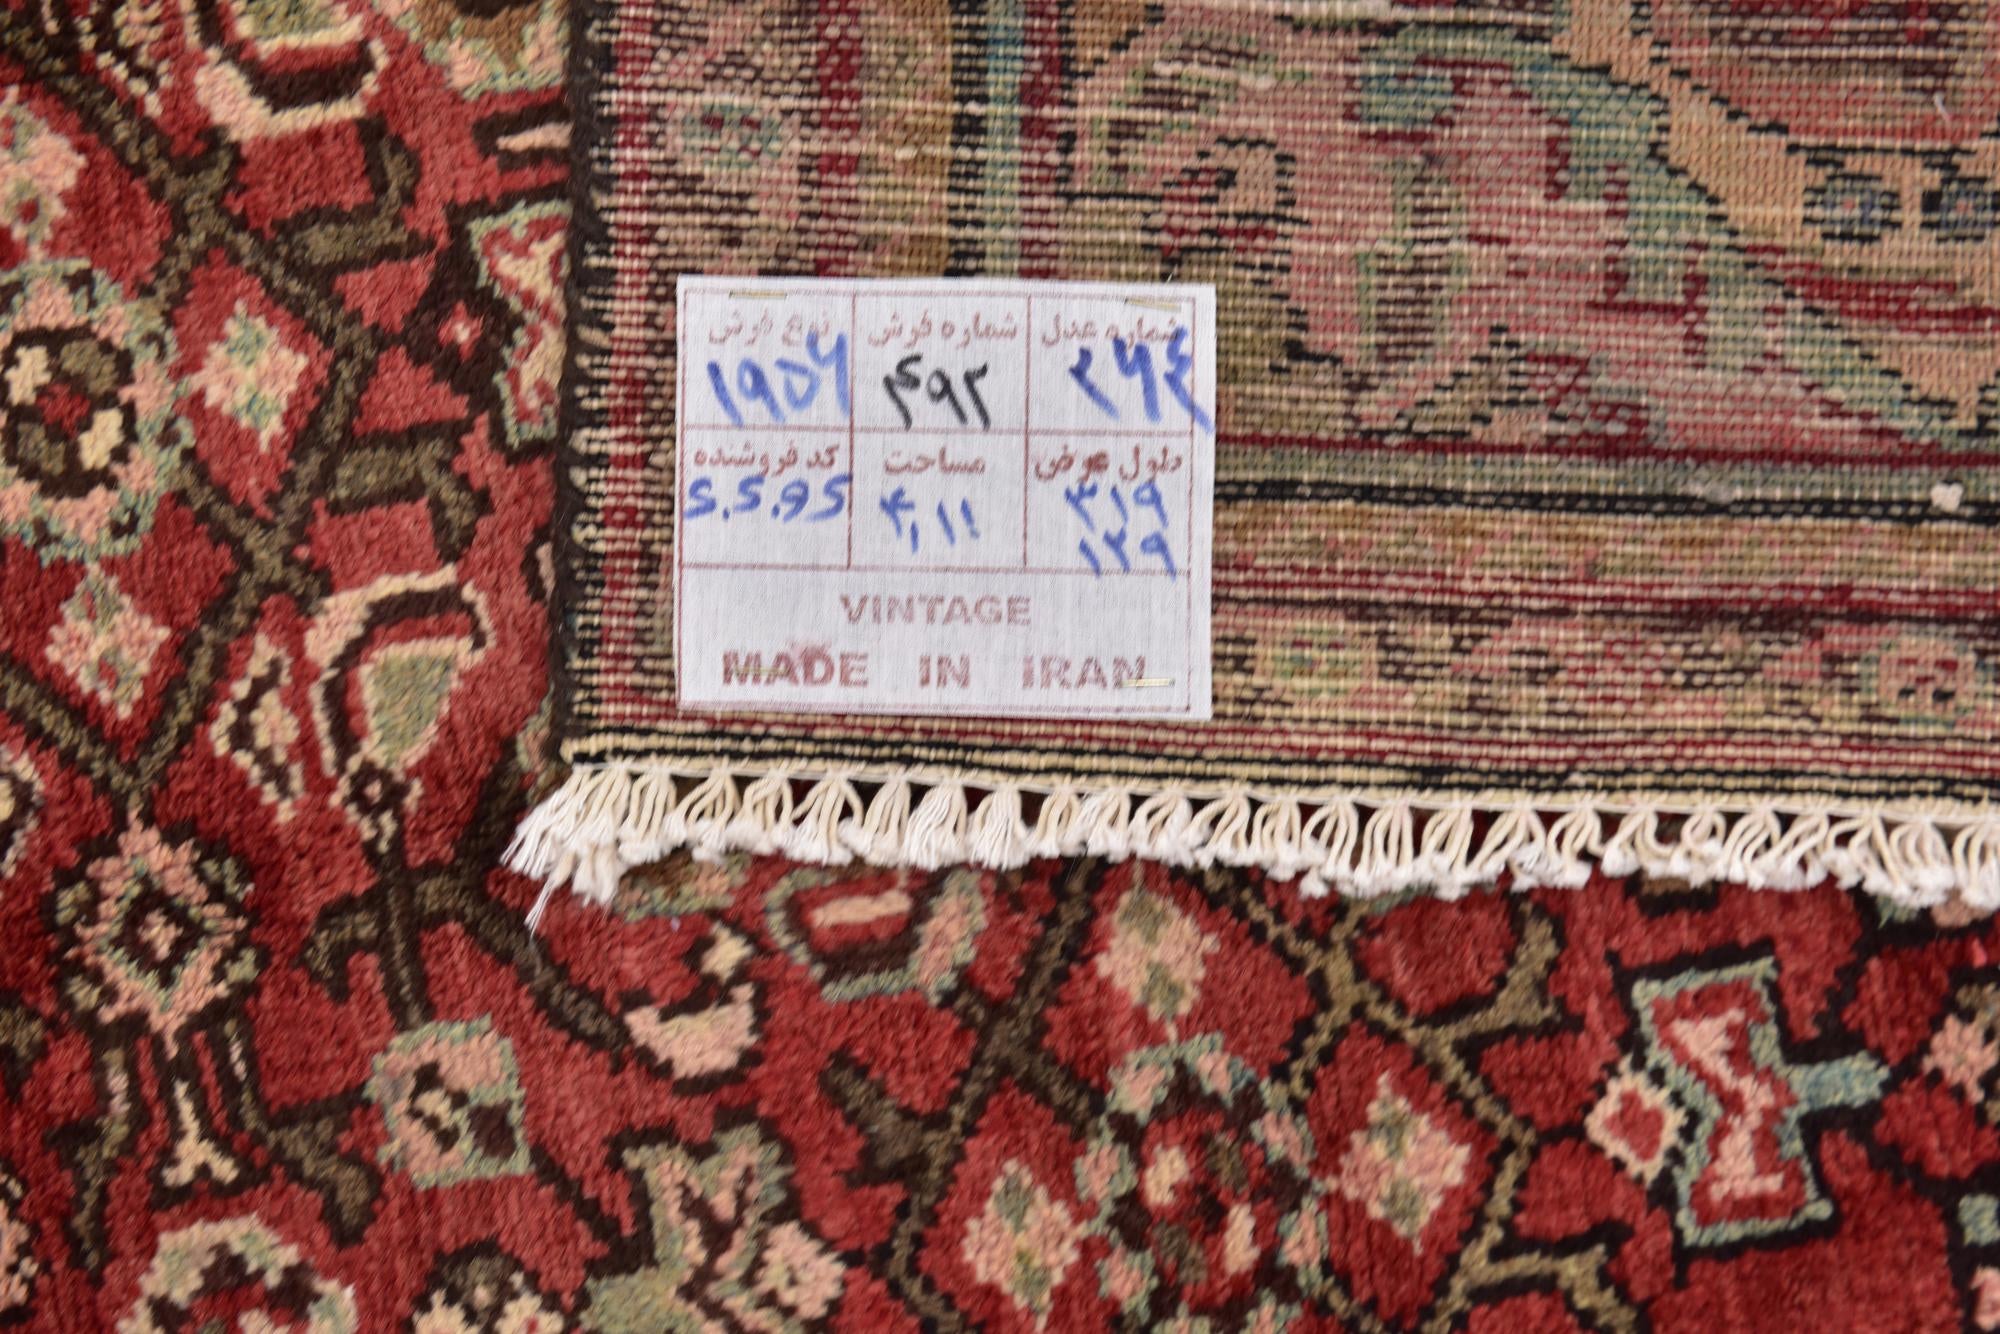 شماره عدل شماره فرش نوع فرش
۲۶۴ ۴۹۲ ۱۹۵۶
طول عرض مساحت کد فروشنده
۳۱۹ ۴,۱۱ S.S.95
۱۲۹
VINTAGE
MADE IN IRAN